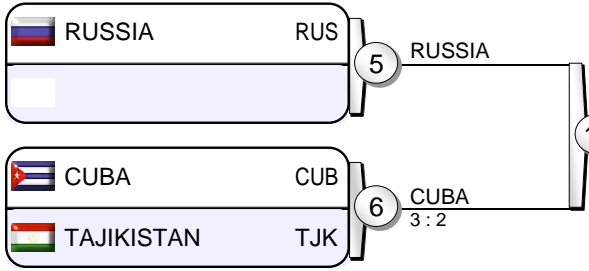 RUSSIA RUS
5 RUSSIA
CUBA CUB
6 CUBA
3 : 2
TAJIKISTAN TJK